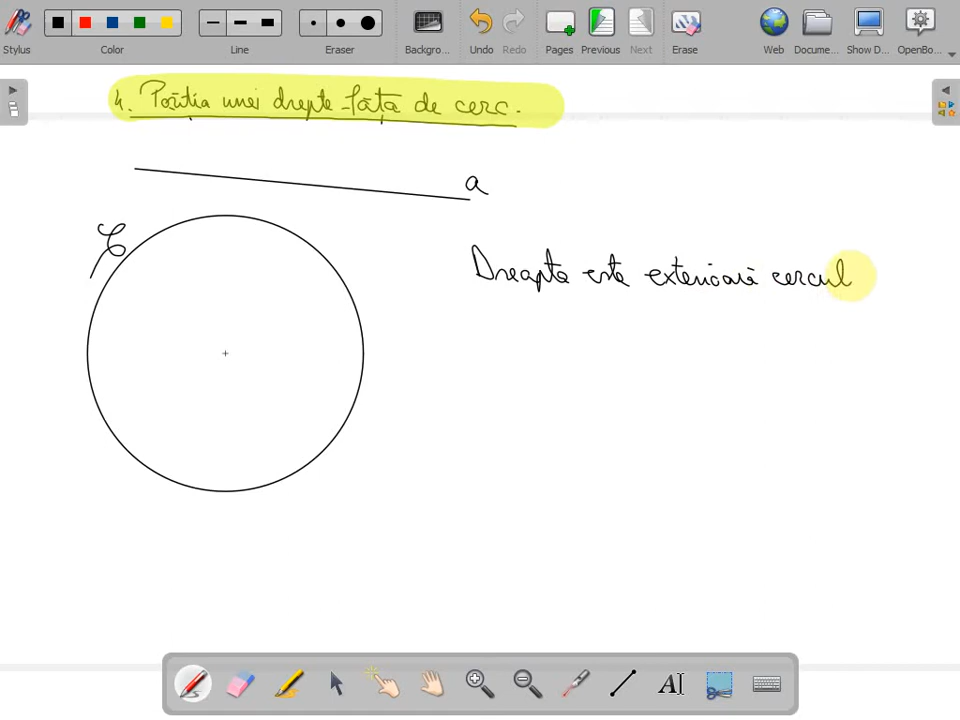 Stylus
Color
Line
Eraser
Backgro...
Undo
Redo
Pages
Previous
Next
Erase
Web
Docume...
Show D...
OpenBo...
4. Poziția unei drepte față de cerc.
a
C
Dreapta este exterioară cercul
A